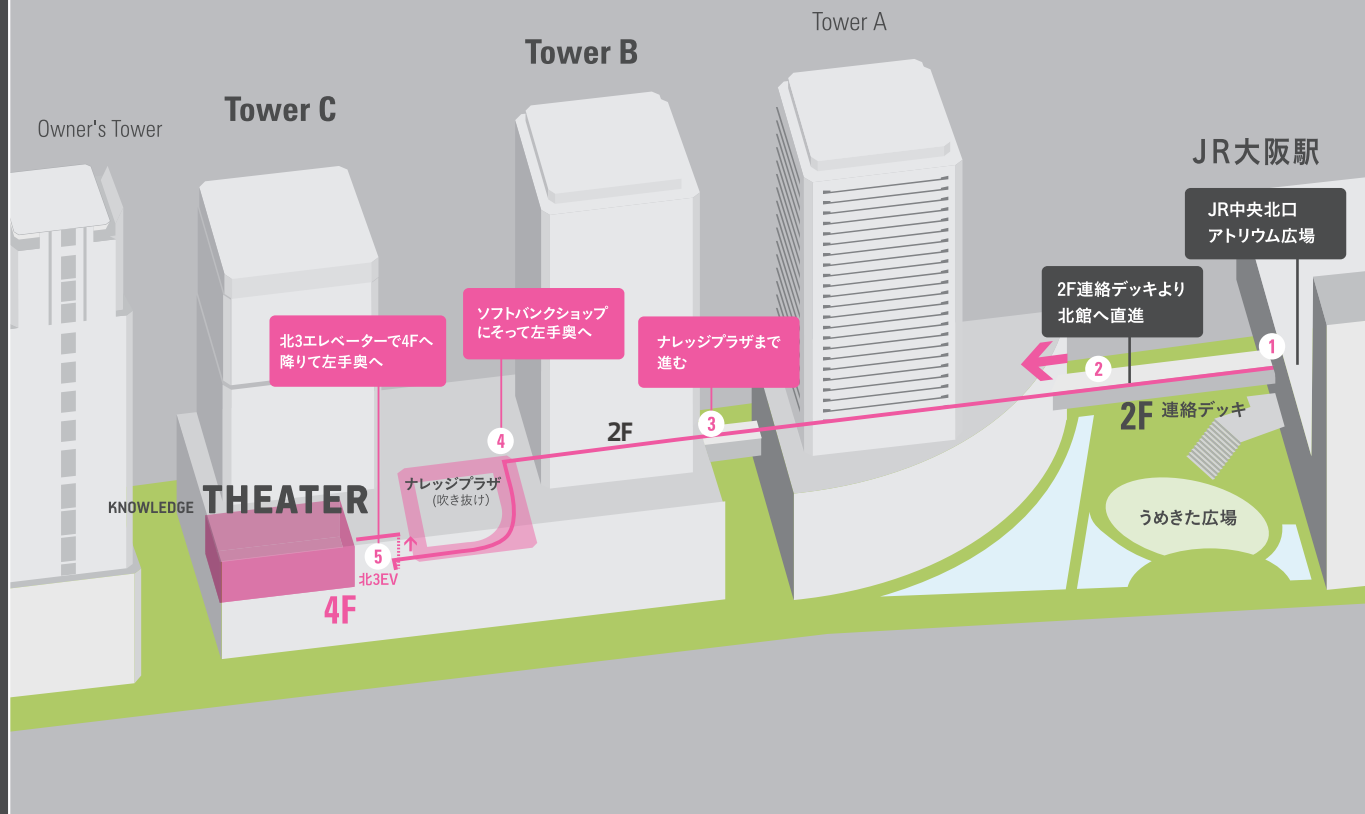 Tower A
Tower B
Tower C
Owner's Tower
JR大阪駅
JR中央北口
アトリウム広場
2F連絡デッキより
北館へ直進
ソフトバンクショップ
にそって左手奥へ
北3エレベーターで4Fへ
降りて左手奥へ
ナレッジプラザまで
進む
1
2
2F 連絡デッキ
3
2F
4
ナレッジプラザ
(吹き抜け)
KNOWLEDGE THEATER
うめきた広場
5
北3EV
4F